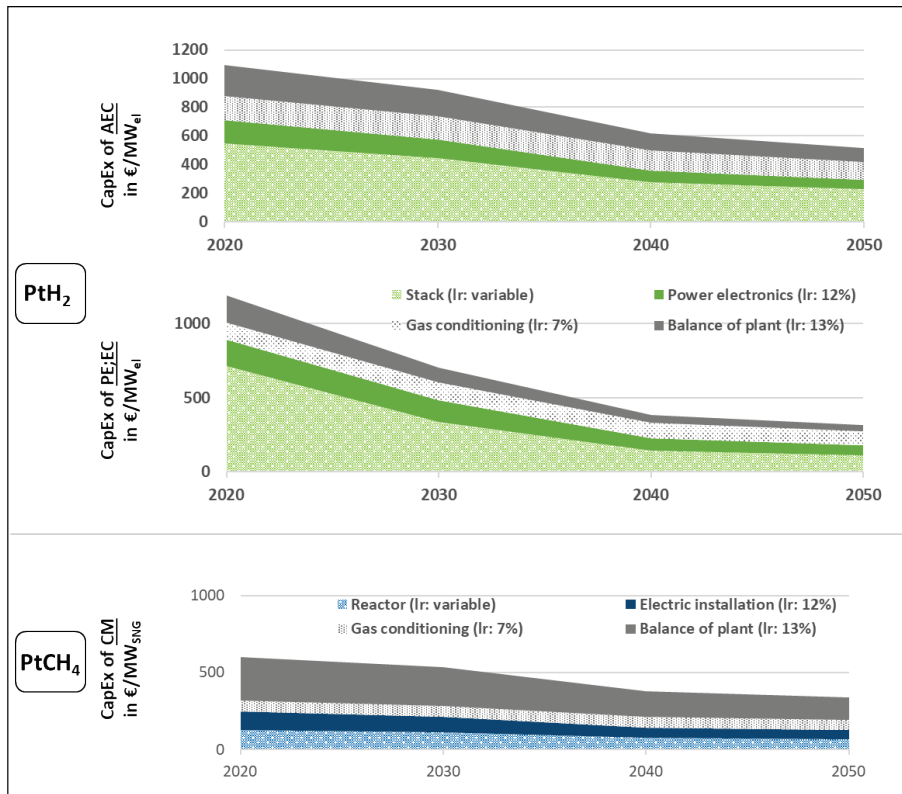 1200
1000
800
600
400
200
0
CapEx of AEC
in €/MWel
2020 2030 2040 2050
PtH2
Stack (lr: variable) Power electronics (lr: 12%)
Gas conditioning (lr: 7%) Balance of plant (lr: 13%)
1000
500
0
CapEx of PE;EC
in €/MWel
2020 2030 2040 2050
PtCH4
1000
500
0
CapEx of CM
in €/MWSNG
Reactor (lr: variable) Electric installation (lr: 12%)
Gas conditioning (lr: 7%) Balance of plant (lr: 13%)
2020 2030 2040 2050